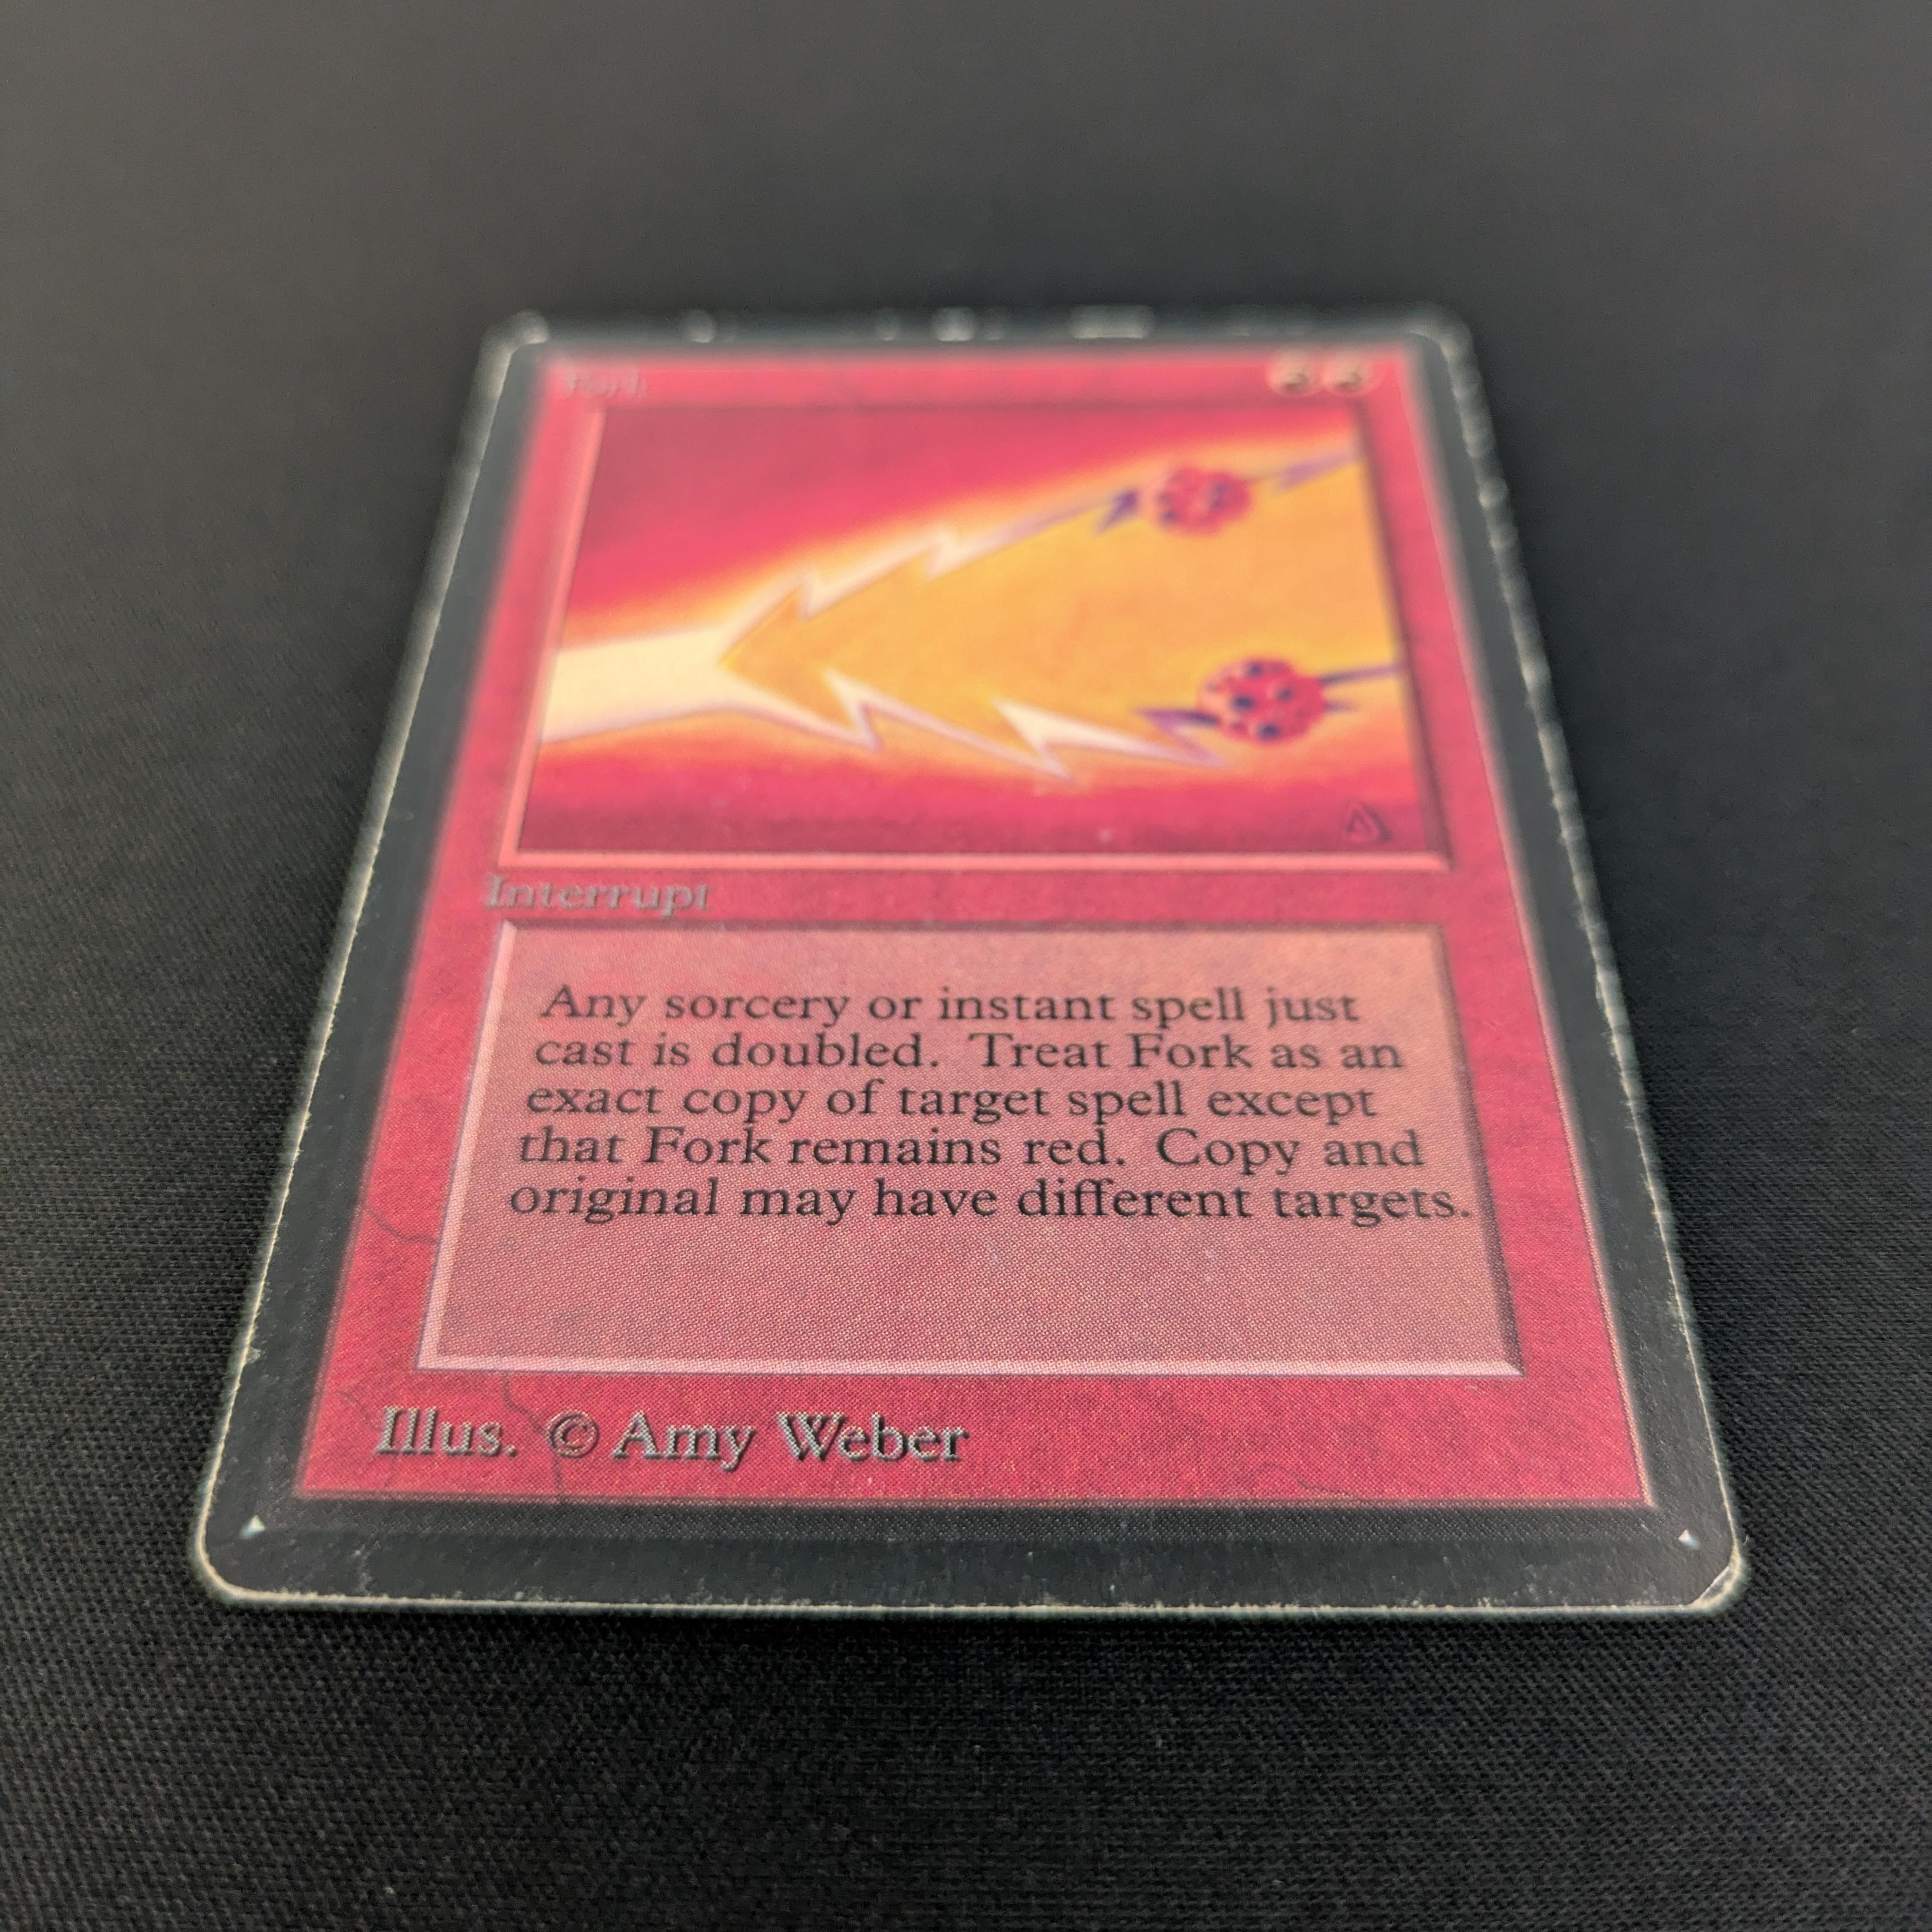 Fork
Interrupt
Any sorcery or instant spell just
cast is doubled. Treat Fork as an
exact copy of target spell except
that Fork remains red. Copy and
original may have different targets.
Illus. © Amy Weber